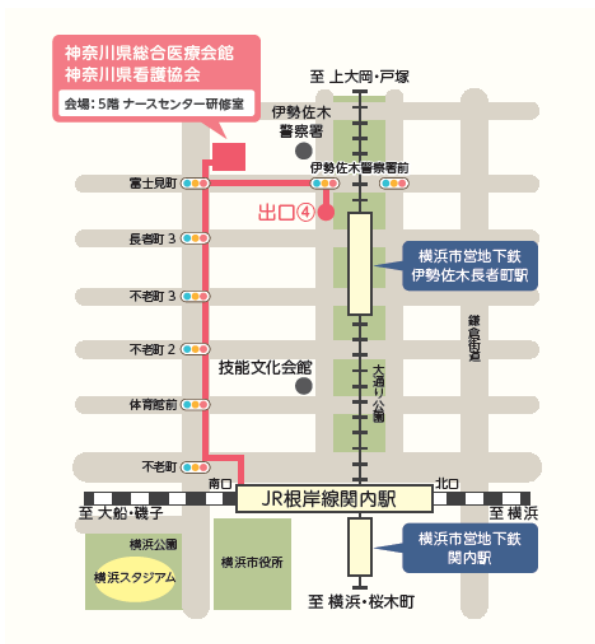 神奈川県総合医療会館
神奈川県看護協会
会場：5階 ナースセンター研修室
至 上大岡・戸塚
伊勢佐木
警察署
伊勢佐木警察署前
富士見町
出口④
長者町 3
横浜市営地下鉄
伊勢佐木長者町駅
不老町 3
鎌倉街道
不老町 2
技能文化会館
大通り公園
体育館前
不老町
南口
北口
JR根岸線関内駅
至 大船・磯子
至 横浜
横浜公園
横浜スタジアム
横浜市役所
横浜市営地下鉄
関内駅
至 横浜・桜木町